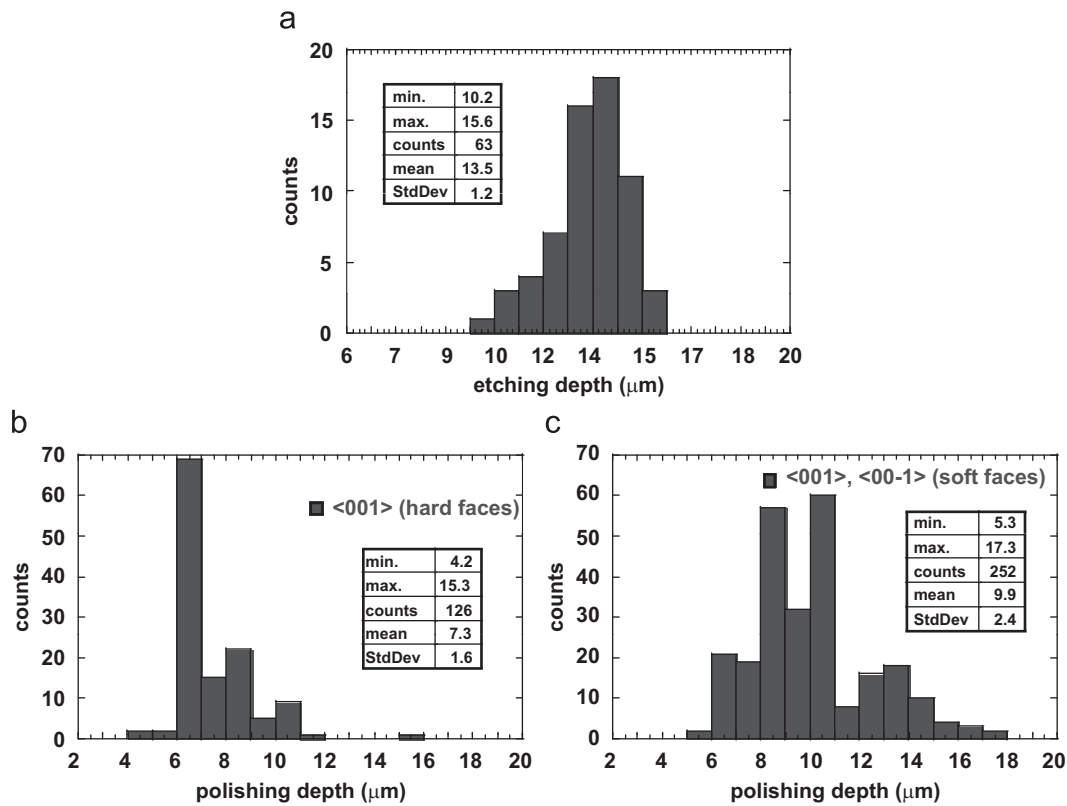 a
20
15
10
5
0
counts
min. 10.2
max. 15.6
counts 63
mean 13.5
StdDev 1.2
6 7 9 10 12 14 15 17 18 20
etching depth (μm)
b
70
60
50
40
30
20
10
0
counts
<001> (hard faces)
min. 4.2
max. 15.3
counts 126
mean 7.3
StdDev 1.6
2 4 6 8 10 12 14 16 18 20
polishing depth (μm)
c
70
60
50
40
30
20
10
0
counts
<001>, <00-1> (soft faces)
min. 5.3
max. 17.3
counts 252
mean 9.9
StdDev 2.4
2 4 6 8 10 12 14 16 18 20
polishing depth (μm)